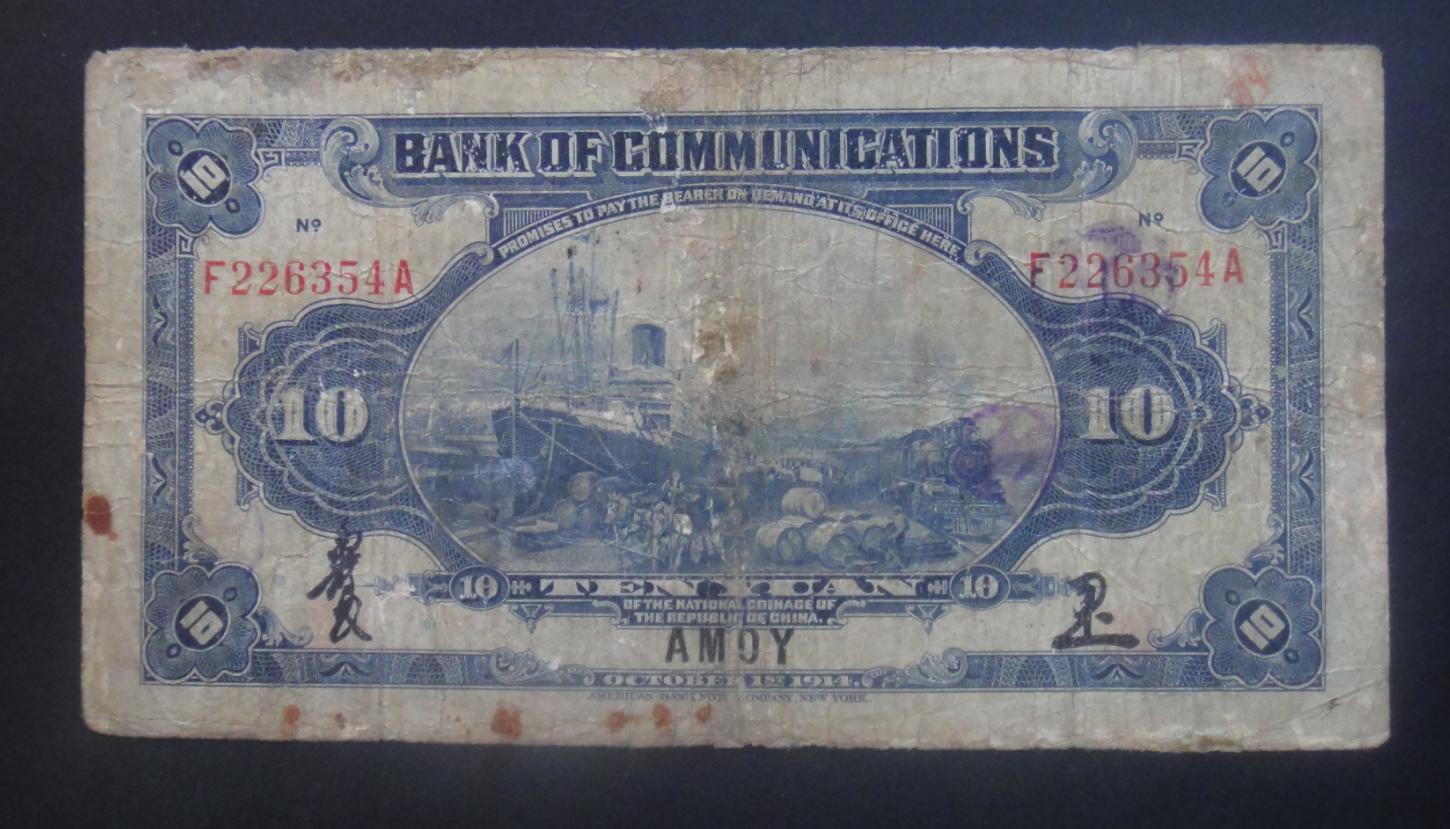 10 BANK OF COMMUNICATIONS 10
PROMISES TO PAY THE BEARER ON DEMAND AT ITS OFFICE HERE.
Nº Nº
F226354A F226354A
10 10
10 TEN YUAN 10
OF THE NATIONAL COINAGE OF
THE REPUBLIC OF CHINA.
AMOY
10 10
OCTOBER 1ST 1914.
AMERICAN BANK NOTE COMPANY, NEW YORK.